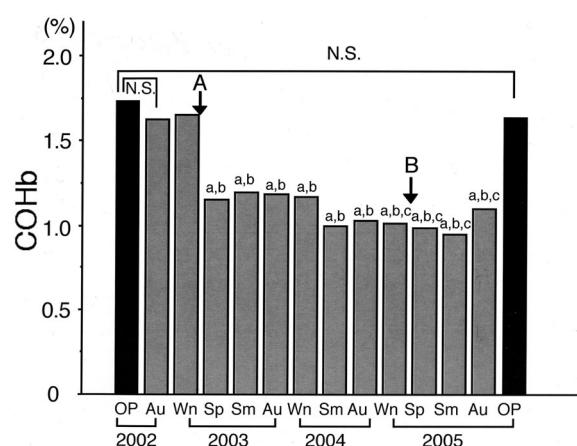 (%)
N.S.
2.0
N.S.
A
1.5
B
a,b a,b a,b a,b a,b a,b a,b,c a,b,c a,b,c a,b,c
COHb
1.0
0.5
0
OP Au Wn Sp Sm Au Wn Sm Au Wn Sp Sm Au OP
2002 2003 2004 2005